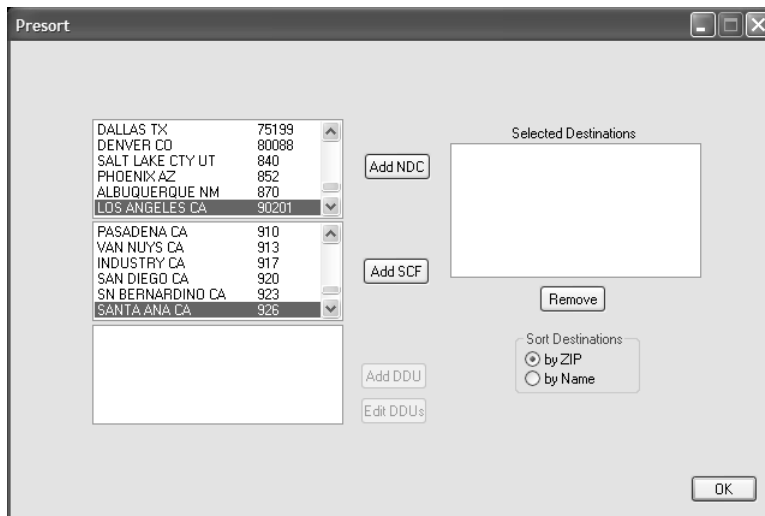 Presort
DALLAS TX 75199
DENVER CO 80088
SALT LAKE CTY UT 840
PHOENIX AZ 852
ALBUQUERQUE NM 870
LOS ANGELES CA 90201
Add NDC
PASADENA CA 910
VAN NUYS CA 913
INDUSTRY CA 917
SAN DIEGO CA 920
SN BERNARDINO CA 923
SANTA ANA CA 926
Add SCF
Add DDU
Edit DDUs
Selected Destinations
Remove
Sort Destinations
by ZIP
by Name
OK